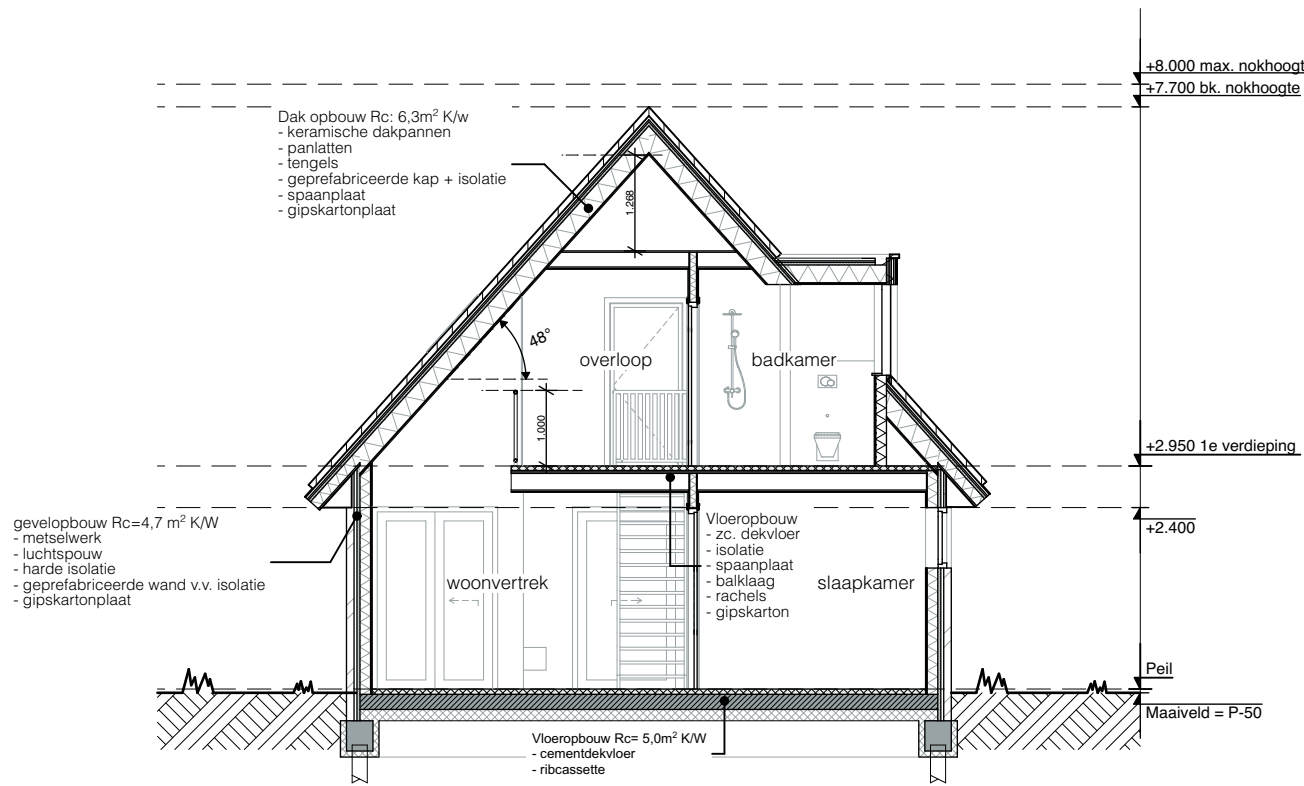 +8.000 max. nokhoogt
+7.700 bk. nokhoogte
Dak opbouw Rc: 6,3m² K/w
- keramische dakpannen
- panlatten
- tengels
- geprefabriceerde kap + isolatie
- spaanplaat
- gipskartonplaat
1.268
48°
overloop
badkamer
1.000
+2.950 1e verdieping
+2.400
gevelopbouw Rc=4,7 m² K/W
- metselwerk
- luchtspouw
- harde isolatie
- geprefabriceerde wand v.v. isolatie
- gipskartonplaat
Vloeropbouw
- zc. dekvloer
- isolatie
- spaanplaat
- balklaag
- rachels
- gipskarton
woonvertrek
slaapkamer
Peil
Maaiveld = P-50
Vloeropbouw Rc= 5,0m² K/W
- cementdekvloer
- ribcassette